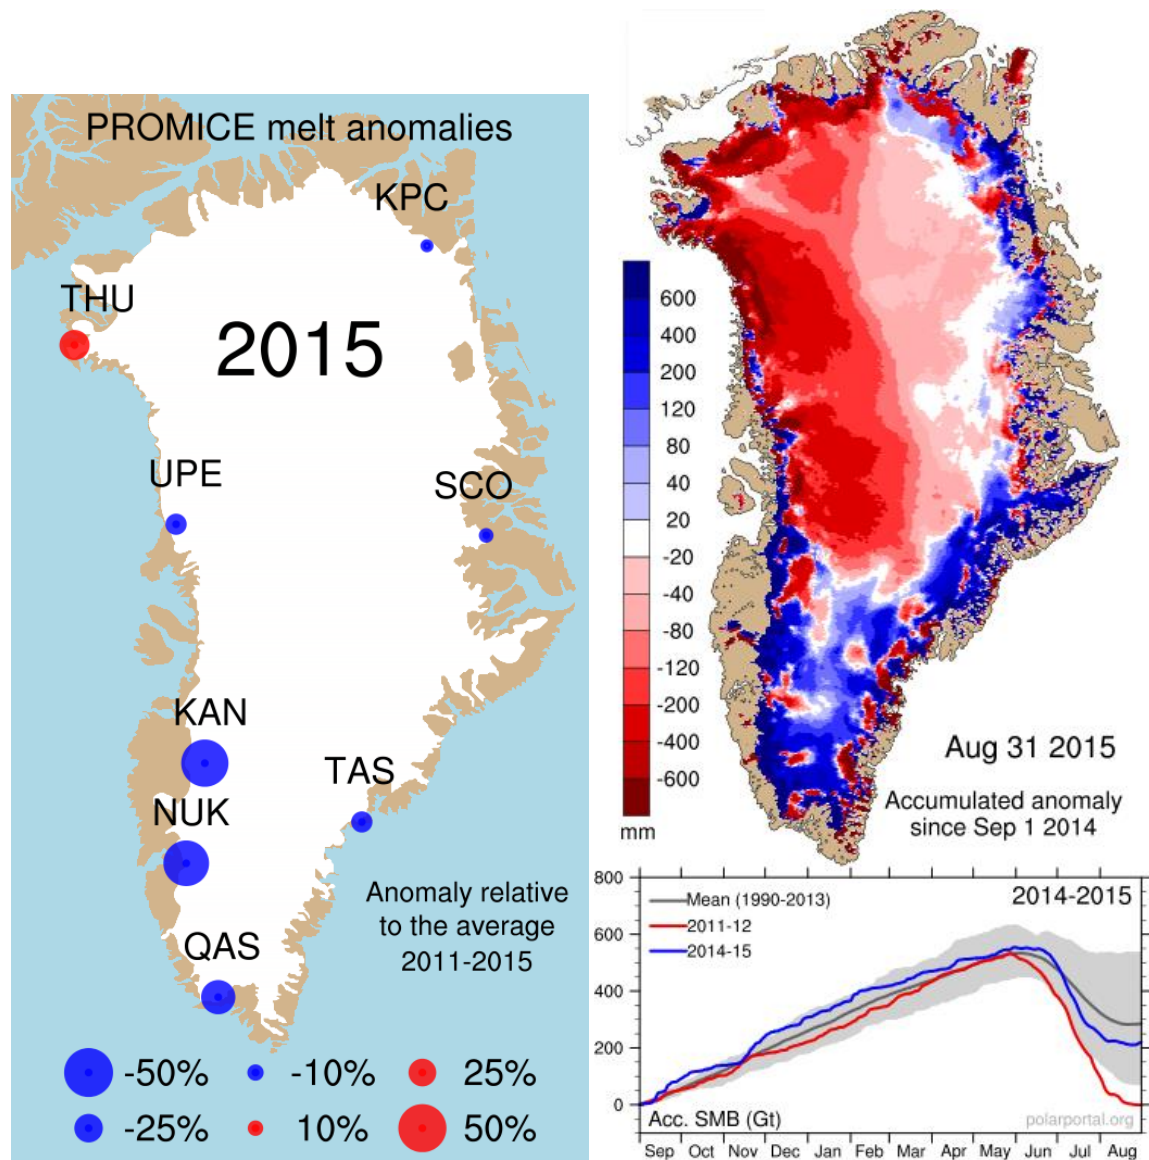 PROMICE melt anomalies
KPC
THU
2015
UPE
SCO
KAN
TAS
NUK
Anomaly relative
to the average
2011-2015
QAS
-50%
-10%
25%
-25%
10%
50%
600
400
200
120
80
40
20
-20
-40
-80
-120
-200
-400
-600
mm
Aug 31 2015
Accumulated anomaly
since Sep 1 2014
800
600
400
200
0
Mean (1990-2013)
2011-12
2014-15
2014-2015
Acc. SMB (Gt)
polarportal.org
Sep Oct Nov Dec Jan Feb Mar Apr May Jun Jul Aug